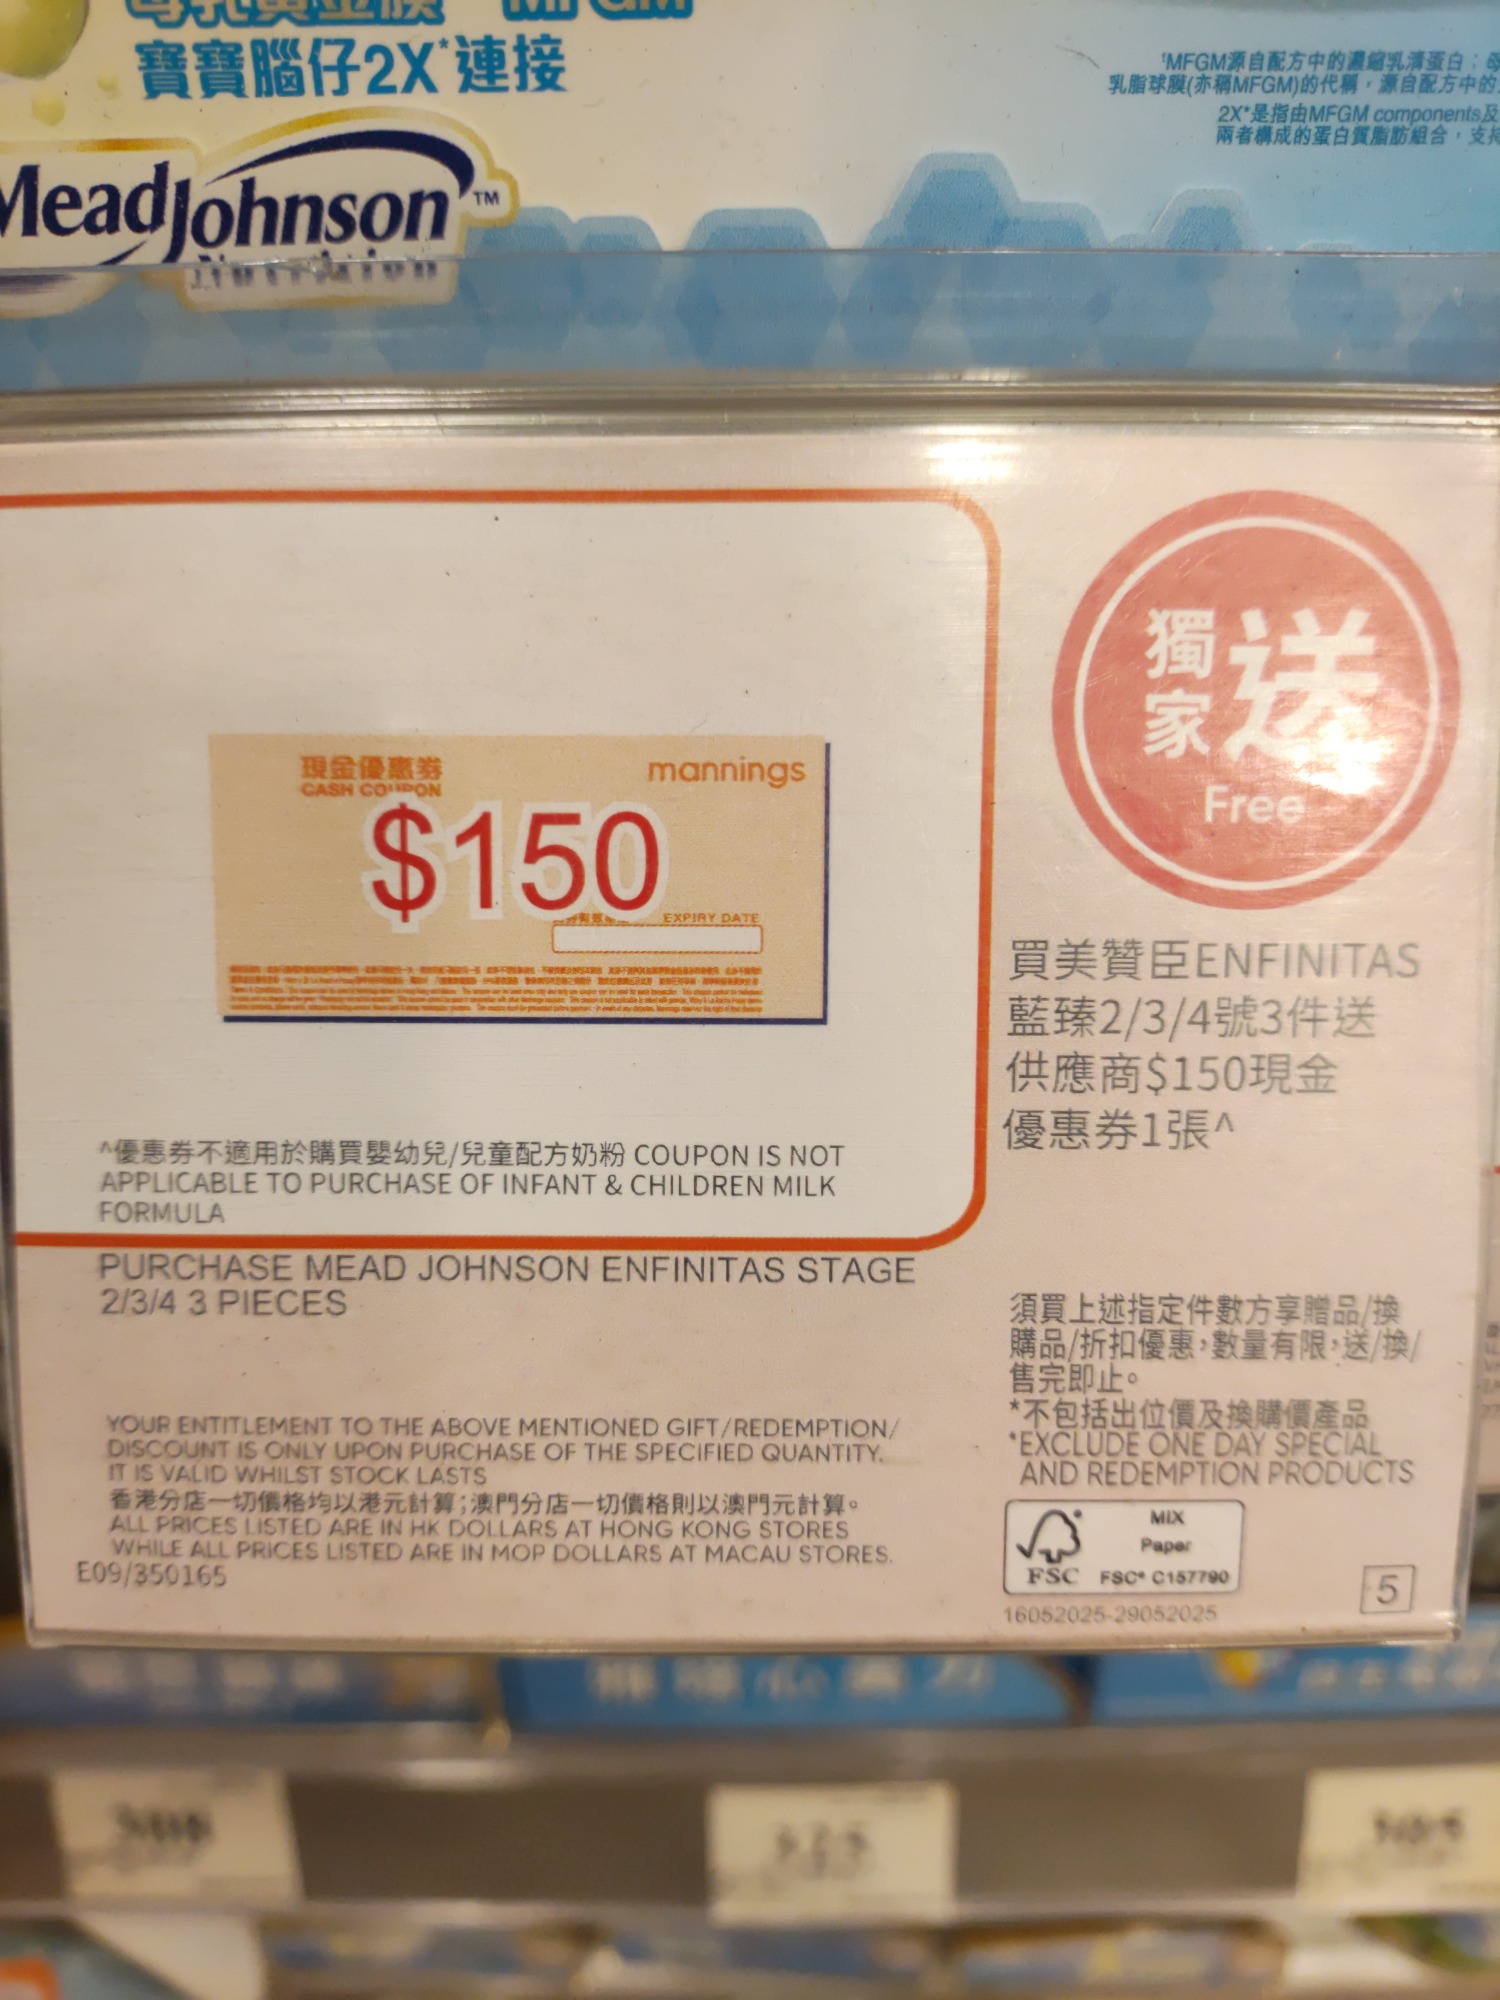 寶寶腦仔2X*連接
MeadJohnson™
Nutrition
¹MFGM源自配方中的濃縮乳清蛋白；
乳脂球膜(亦稱MFGM)的代稱，源自配方中的
2X*是指由MFGM components及
兩者構成的蛋白質脂肪組合，支持
現金優惠券
CASH COUPON
mannings
$150
EXPIRY DATE
^優惠券不適用於購買嬰幼兒/兒童配方奶粉 COUPON IS NOT
APPLICABLE TO PURCHASE OF INFANT & CHILDREN MILK
FORMULA
PURCHASE MEAD JOHNSON ENFINITAS STAGE
2/3/4 3 PIECES
YOUR ENTITLEMENT TO THE ABOVE MENTIONED GIFT/REDEMPTION/
DISCOUNT IS ONLY UPON PURCHASE OF THE SPECIFIED QUANTITY.
IT IS VALID WHILST STOCK LASTS
香港分店一切價格均以港元計算；澳門分店一切價格則以澳門元計算。
ALL PRICES LISTED ARE IN HK DOLLARS AT HONG KONG STORES
WHILE ALL PRICES LISTED ARE IN MOP DOLLARS AT MACAU STORES.
E09/350165
獨家送
Free
買美贊臣ENFINITAS
藍臻2/3/4號3件送
供應商$150現金
優惠券1張^
須買上述指定件數方享贈品/換
購品/折扣優惠，數量有限，送/換/
售完即止。
*不包括出位價及換購價產品
*EXCLUDE ONE DAY SPECIAL
AND REDEMPTION PRODUCTS
MIX
Paper
FSC FSC® C157790
16052025-29052025
5